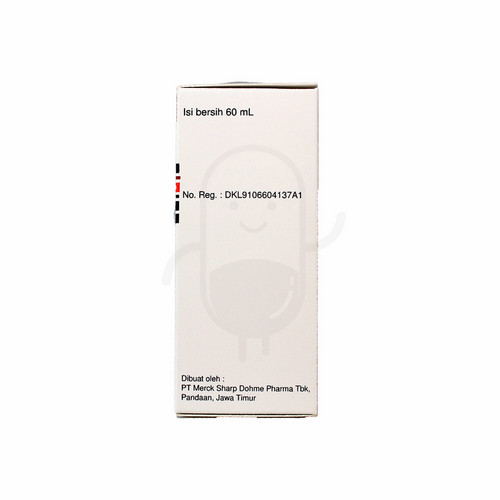 Isi bersih 60 mL
No. Reg. : DKL9106604137A1
Dibuat oleh :
PT Merck Sharp Dohme Pharma Tbk,
Pandaan, Jawa Timur